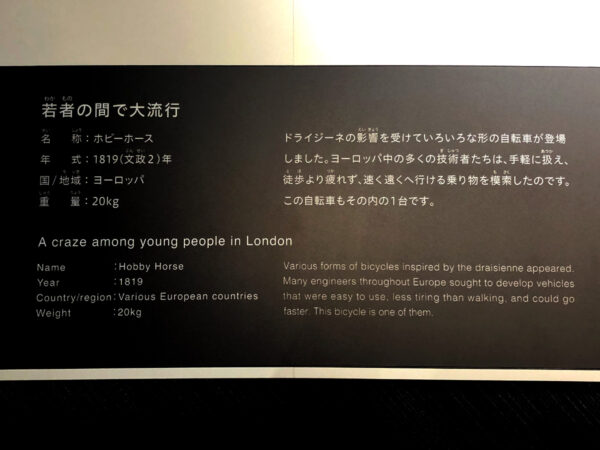 若者の間で大流行
名　　称：ホビーホース
年　　式：1819（文政2）年
国/地域：ヨーロッパ
重　　量：20kg
ドライジーネの影響を受けていろいろな形の自転車が登場
しました。ヨーロッパ中の多くの技術者たちは、手軽に扱え、
徒歩より疲れず、速く遠くへ行ける乗り物を模索したのです。
この自転車もその内の1台です。
A craze among young people in London
Name :Hobby Horse
Year :1819
Country/region:Various European countries
Weight :20kg
Various forms of bicycles inspired by the draisienne appeared.
Many engineers throughout Europe sought to develop vehicles
that were easy to use, less tiring than walking, and could go
faster. This bicycle is one of them.